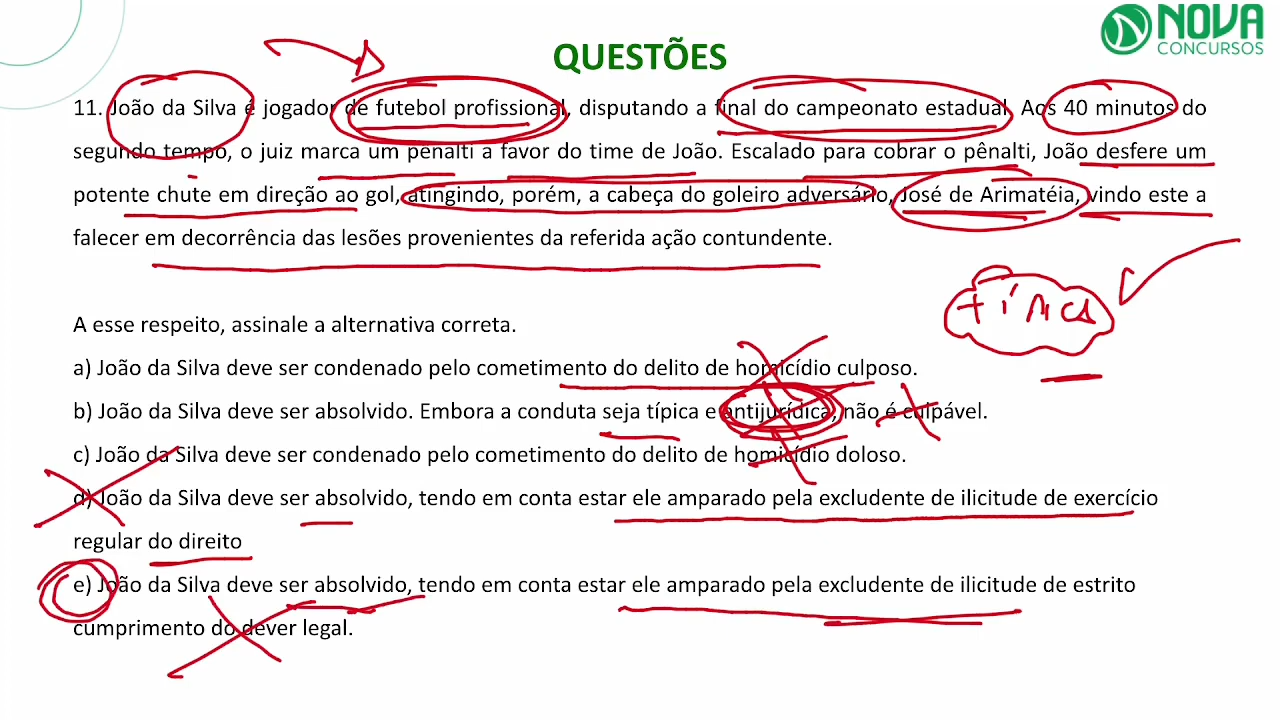 NOVA
CONCURSOS
QUESTÕES
11. João da Silva é jogador de futebol profissional, disputando a final do campeonato estadual. Aos 40 minutos do
segundo tempo, o juiz marca um pênalti a favor do time de João. Escalado para cobrar o pênalti, João desfere um
potente chute em direção ao gol, atingindo, porém, a cabeça do goleiro adversário, José de Arimatéia, vindo este a
falecer em decorrência das lesões provenientes da referida ação contundente.
TÍPICA
A esse respeito, assinale a alternativa correta.
a) João da Silva deve ser condenado pelo cometimento do delito de homicídio culposo.
b) João da Silva deve ser absolvido. Embora a conduta seja típica e antijurídica, não é culpável.
c) João da Silva deve ser condenado pelo cometimento do delito de homicídio doloso.
d) João da Silva deve ser absolvido, tendo em conta estar ele amparado pela excludente de ilicitude de exercício
regular do direito
e) João da Silva deve ser absolvido, tendo em conta estar ele amparado pela excludente de ilicitude de estrito
cumprimento do dever legal.